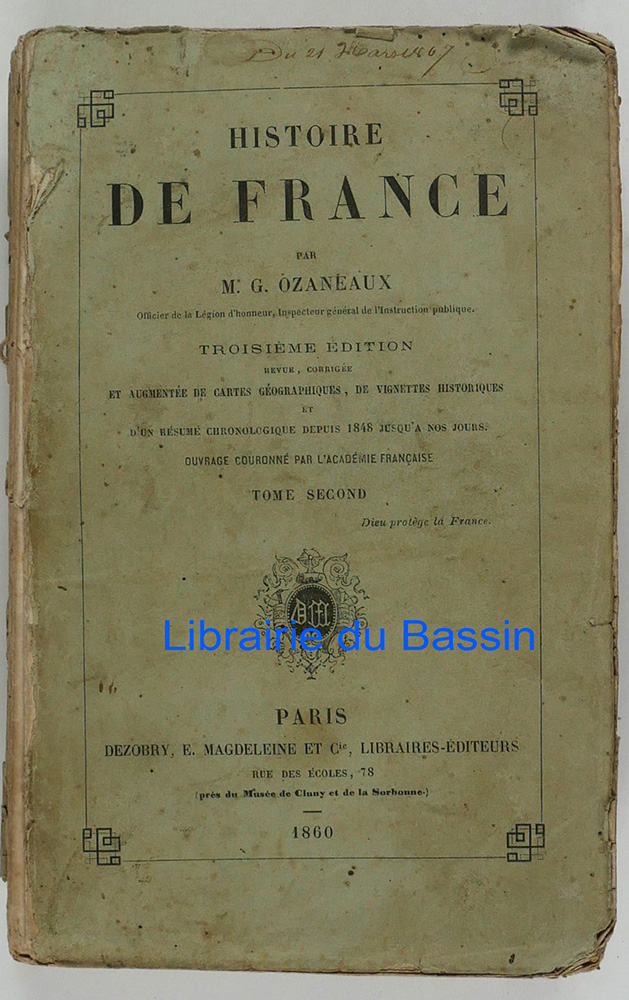 Du 21 Mars 1867
HISTOIRE
DE FRANCE
PAR
Mr. G. OZANEAUX
Officier de la Légion d'honneur, Inspecteur général de l'Instruction publique.
TROISIÈME ÉDITION
REVUE, CORRIGÉE
ET AUGMENTÉE DE CARTES GÉOGRAPHIQUES, DE VIGNETTES HISTORIQUES
ET
D'UN RÉSUMÉ CHRONOLOGIQUE DEPUIS 1848 JUSQU'A NOS JOURS.
OUVRAGE COURONNÉ PAR L'ACADÉMIE FRANÇAISE
TOME SECOND
Dieu protège la France.
DM
Librairie du Bassin
PARIS
DEZOBRY, E. MAGDELEINE ET Cie, LIBRAIRES-ÉDITEURS
RUE DES ÉCOLES, 78
(près du Musée de Cluny et de la Sorbonne.)
1860